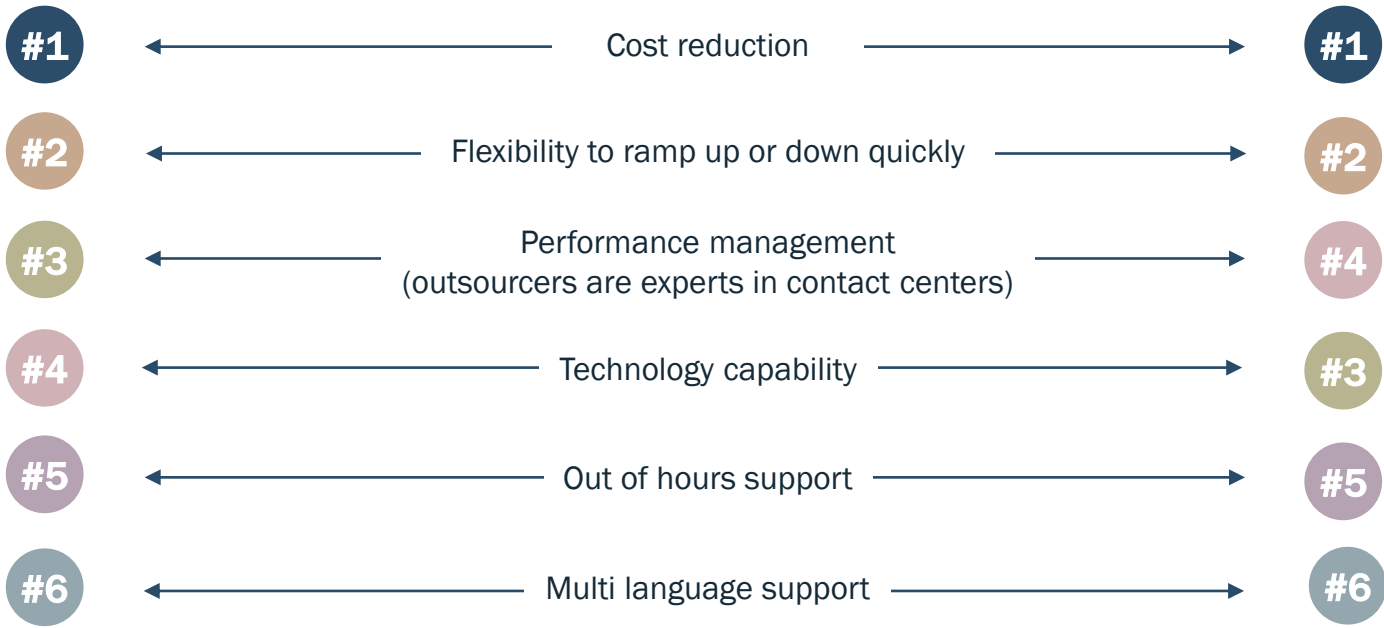 #1 Cost reduction #1
#2 Flexibility to ramp up or down quickly #2
Performance management
#3 (outsourcers are experts in contact centers) #4
#4 Technology capability #3
#5 Out of hours support #5
#6 Multi language support #6